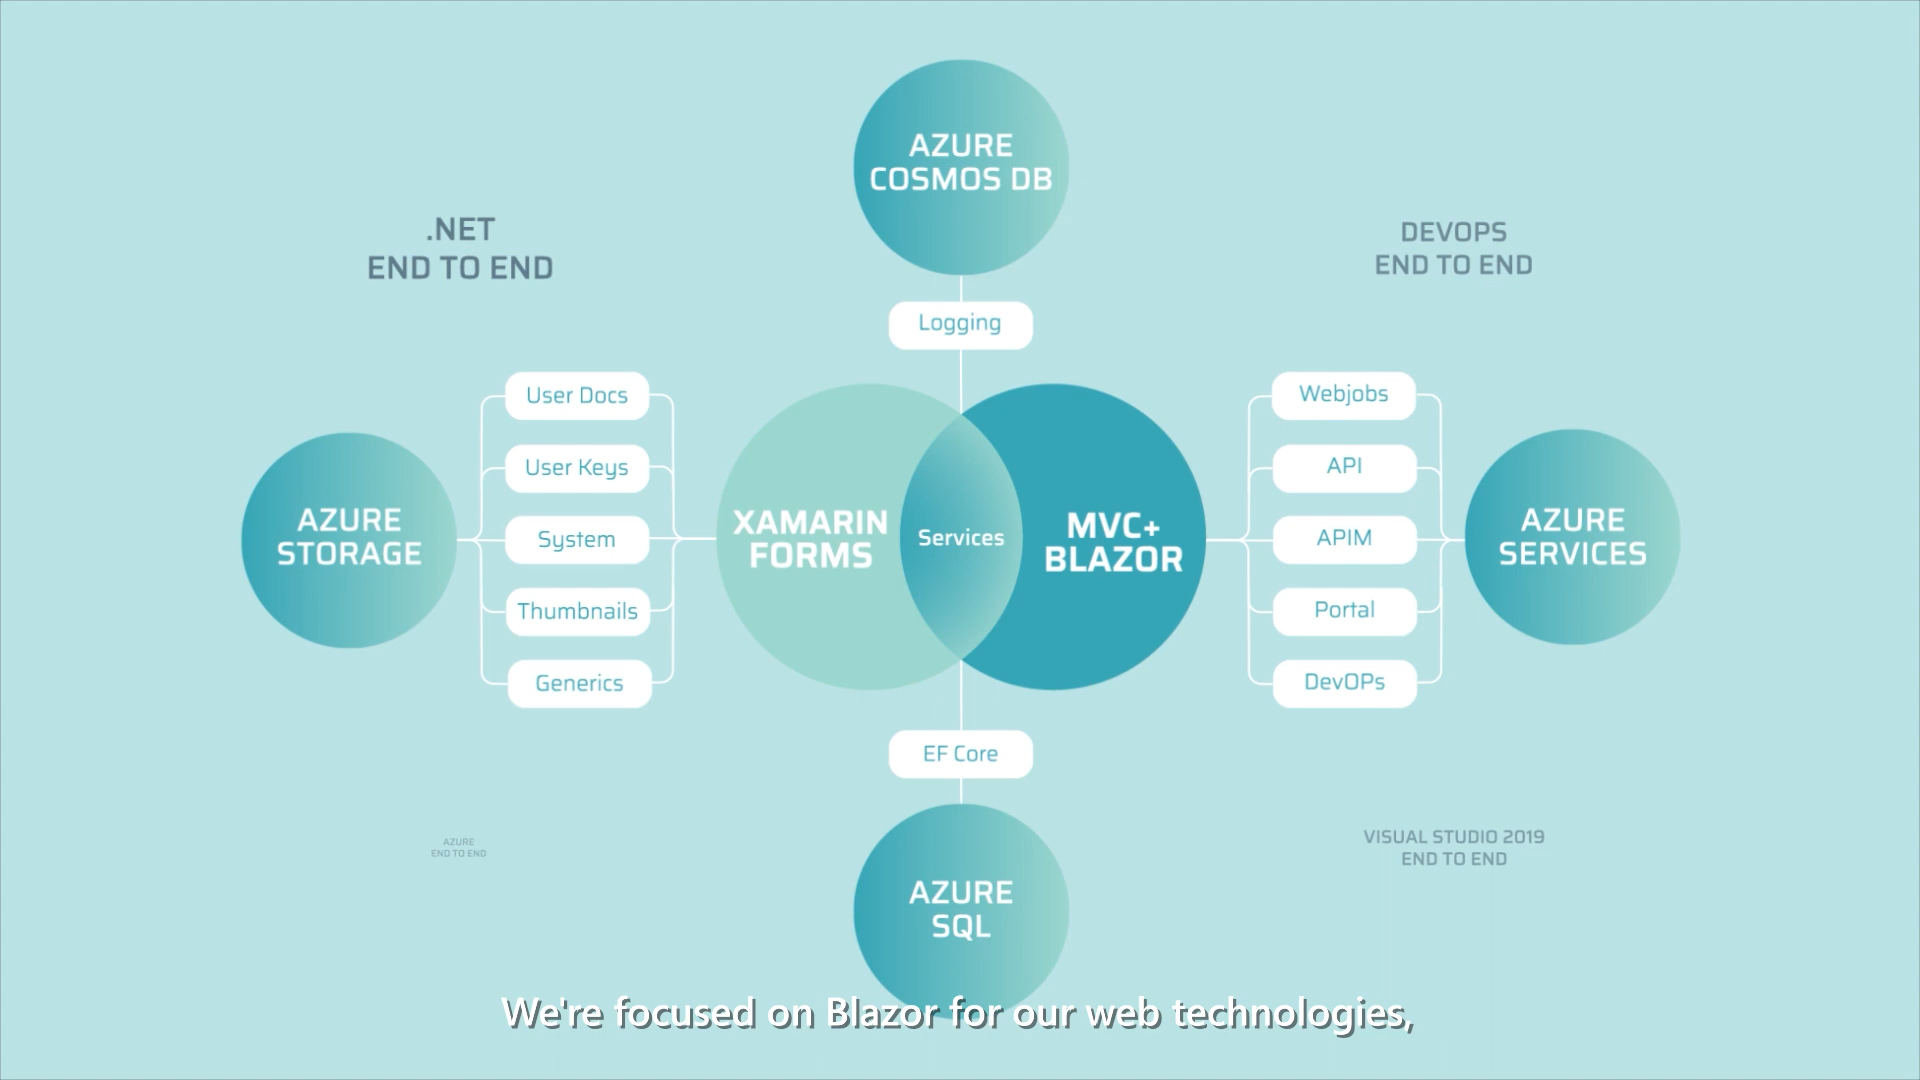 AZURE
COSMOS DB
.NET
END TO END
DEVOPS
END TO END
Logging
User Docs
User Keys
System
Thumbnails
Generics
AZURE
STORAGE
XAMARIN
FORMS
Services
MVC+
BLAZOR
Webjobs
API
APIM
Portal
DevOPs
AZURE
SERVICES
EF Core
AZURE
END TO END
VISUAL STUDIO 2019
END TO END
AZURE
SQL
We're focused on Blazor for our web technologies,